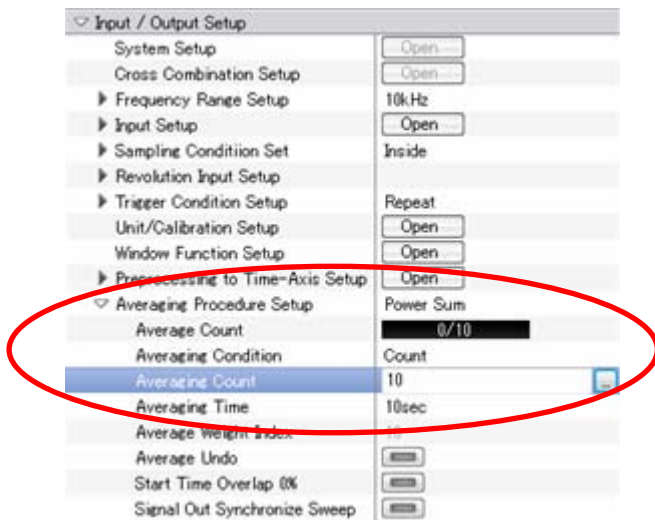 Input / Output Setup
System Setup Open
Cross Combination Setup Open
Frequency Range Setup 10kHz
Input Setup Open
Sampling Conditiion Set Inside
Revolution Input Setup
Trigger Condition Setup Repeat
Unit/Calibration Setup Open
Window Function Setup Open
Preprocessing to Time-Axis Setup Open
Averaging Procedure Setup Power Sum
Average Count 0/10
Averaging Condition Count
Averaging Count 10 ...
Averaging Time 10sec
Average Weight Index 10
Average Undo
Start Time Overlap 0%
Signal Out Synchronize Sweep